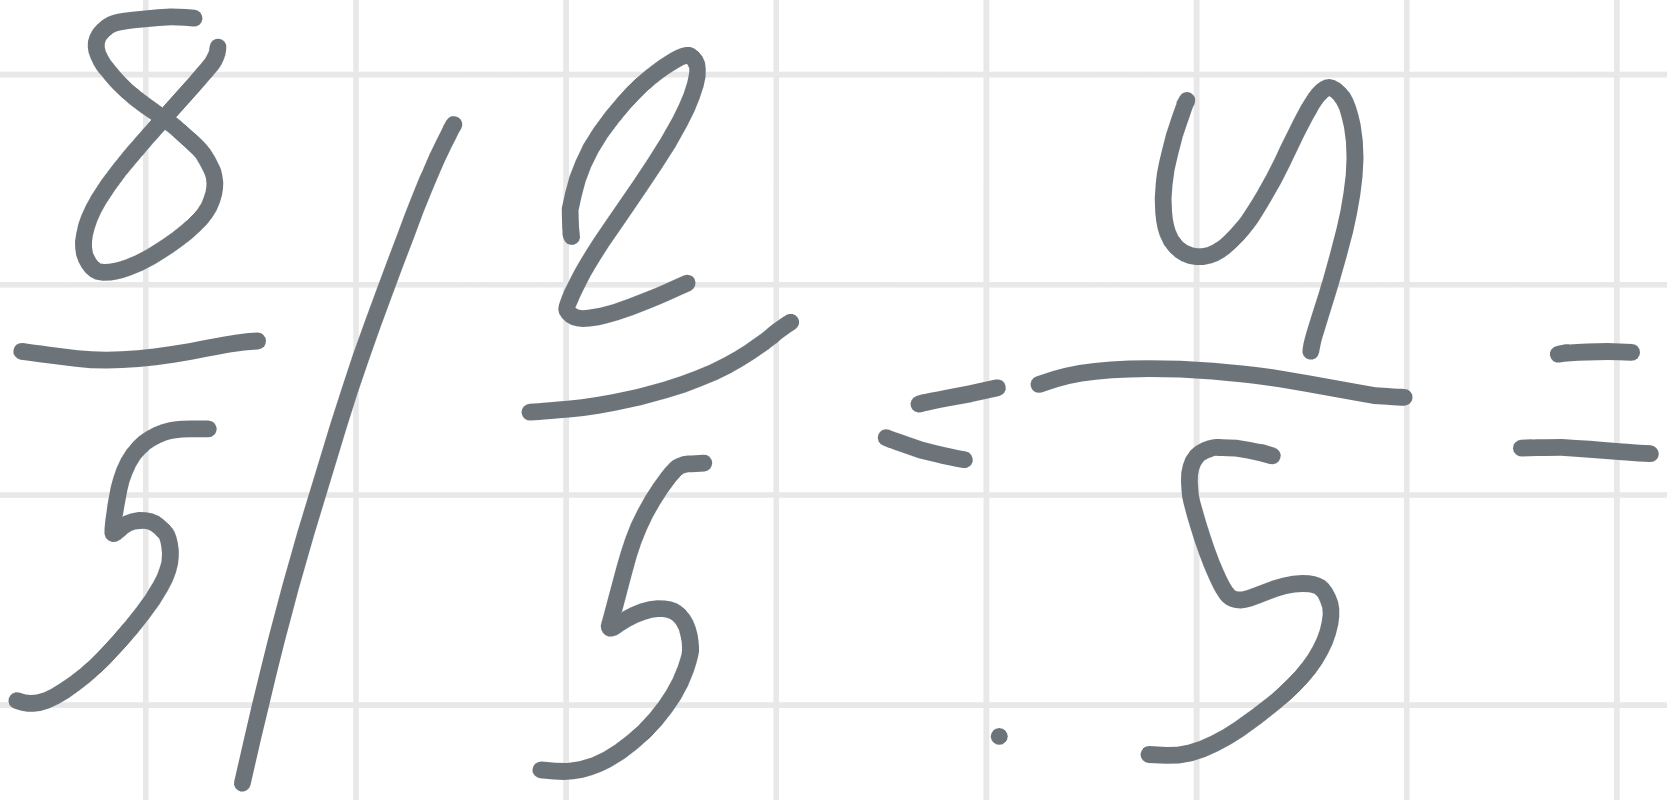 8/5 / 2/5 = 4/5 =